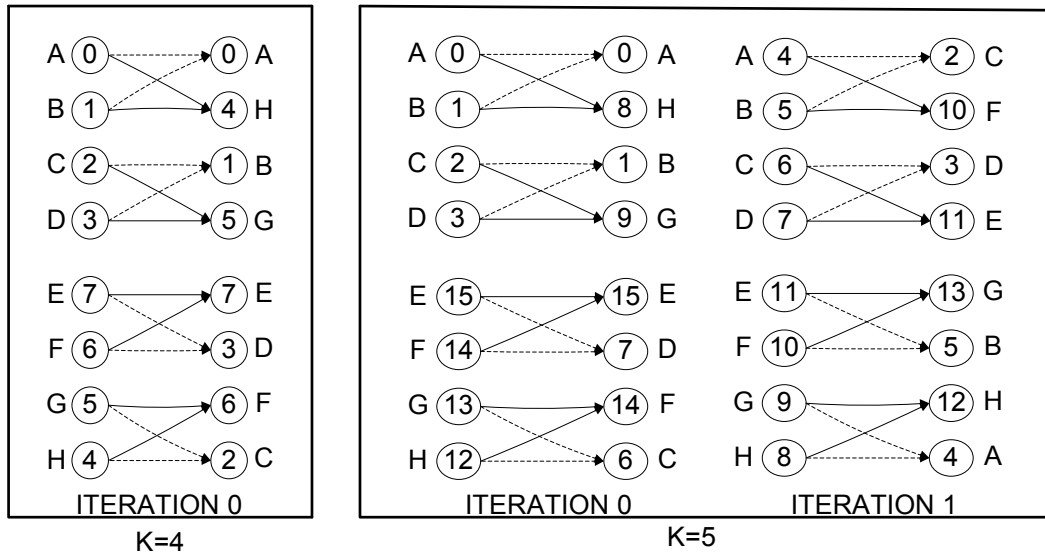 A 0 0 A
B 1 4 H
C 2 1 B
D 3 5 G
E 7 7 E
F 6 3 D
G 5 6 F
H 4 2 C
ITERATION 0
K=4
A 0 0 A
B 1 8 H
C 2 1 B
D 3 9 G
E 15 15 E
F 14 7 D
G 13 14 F
H 12 6 C
ITERATION 0
A 4 2 C
B 5 10 F
C 6 3 D
D 7 11 E
E 11 13 G
F 10 5 B
G 9 12 H
H 8 4 A
ITERATION 1
K=5